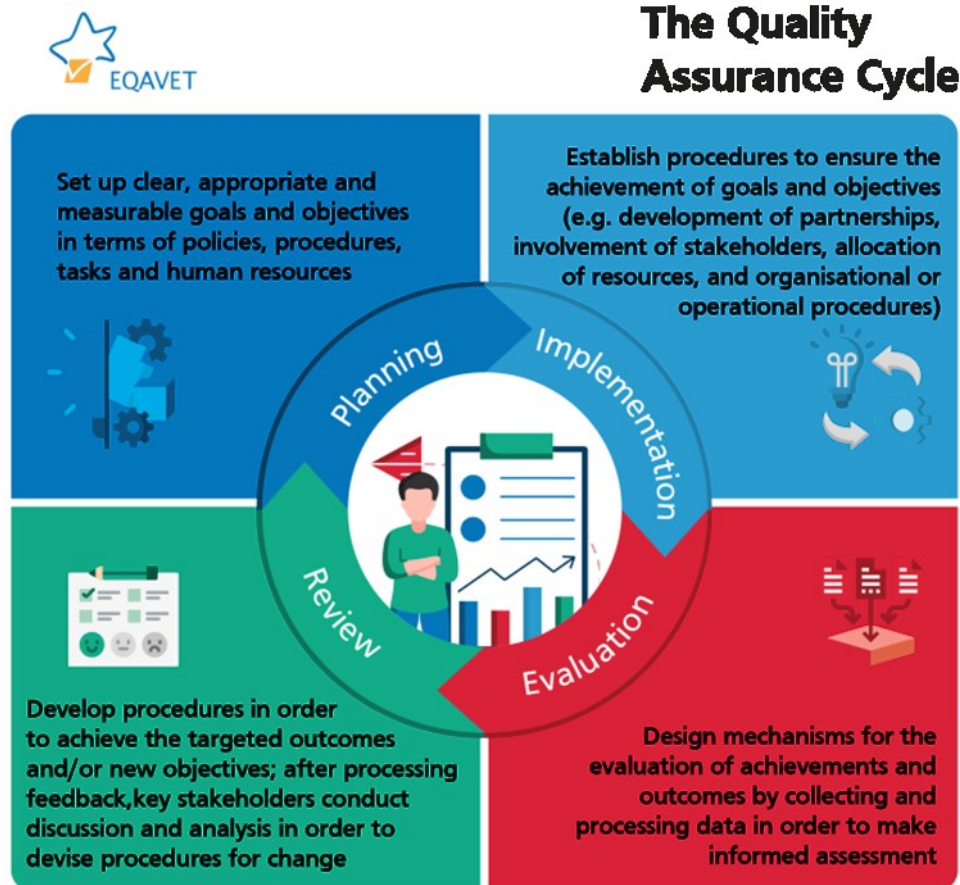 EQAVET
The Quality
Assurance Cycle
Set up clear, appropriate and
measurable goals and objectives
in terms of policies, procedures,
tasks and human resources
Establish procedures to ensure the
achievement of goals and objectives
(e.g. development of partnerships,
involvement of stakeholders, allocation
of resources, and organisational or
operational procedures)
Planning
Implementation
Review
Evaluation
Develop procedures in order
to achieve the targeted outcomes
and/or new objectives; after processing
feedback,key stakeholders conduct
discussion and analysis in order to
devise procedures for change
Design mechanisms for the
evaluation of achievements and
outcomes by collecting and
processing data in order to make
informed assessment